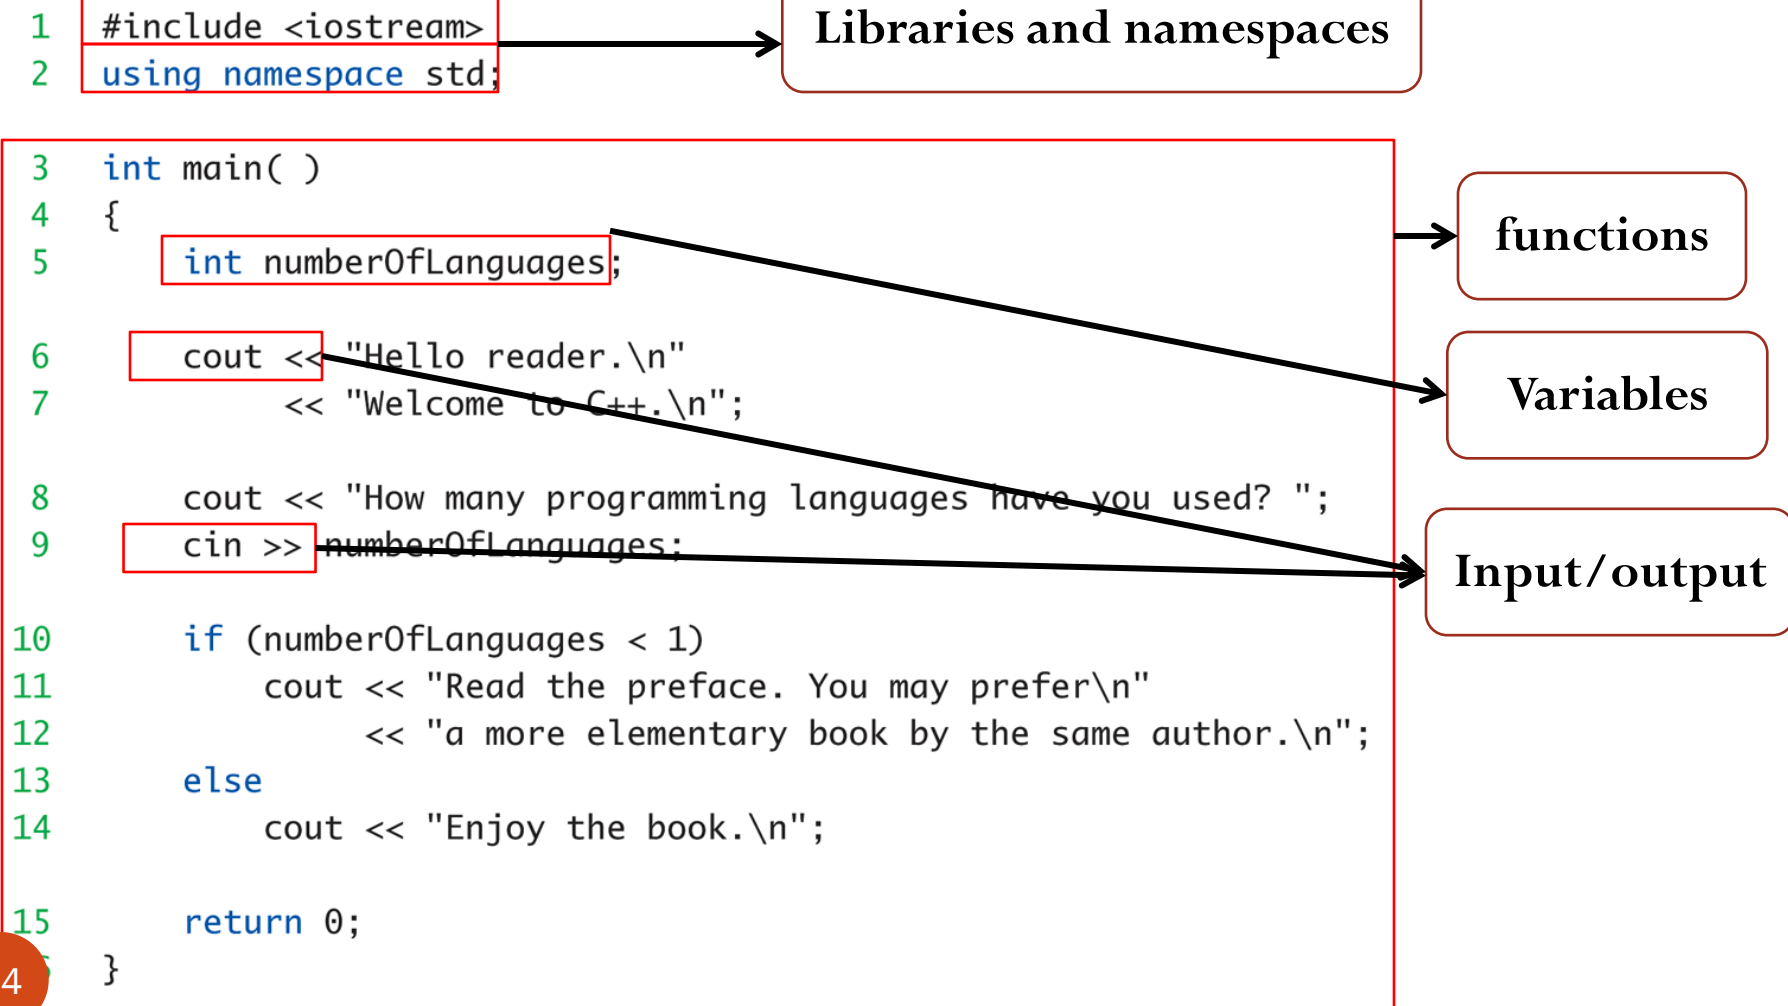 1 #include <iostream>
2 using namespace std;
Libraries and namespaces
3 int main( )
4 {
5 int numberOfLanguages;
6 cout << "Hello reader.\n"
7 << "Welcome to C++.\n";
8 cout << "How many programming languages have you used? ";
9 cin >> numberOfLanguages;
10 if (numberOfLanguages < 1)
11 cout << "Read the preface. You may prefer\n"
12 << "a more elementary book by the same author.\n";
13 else
14 cout << "Enjoy the book.\n";
15 return 0;
}
functions
Variables
Input/output
4